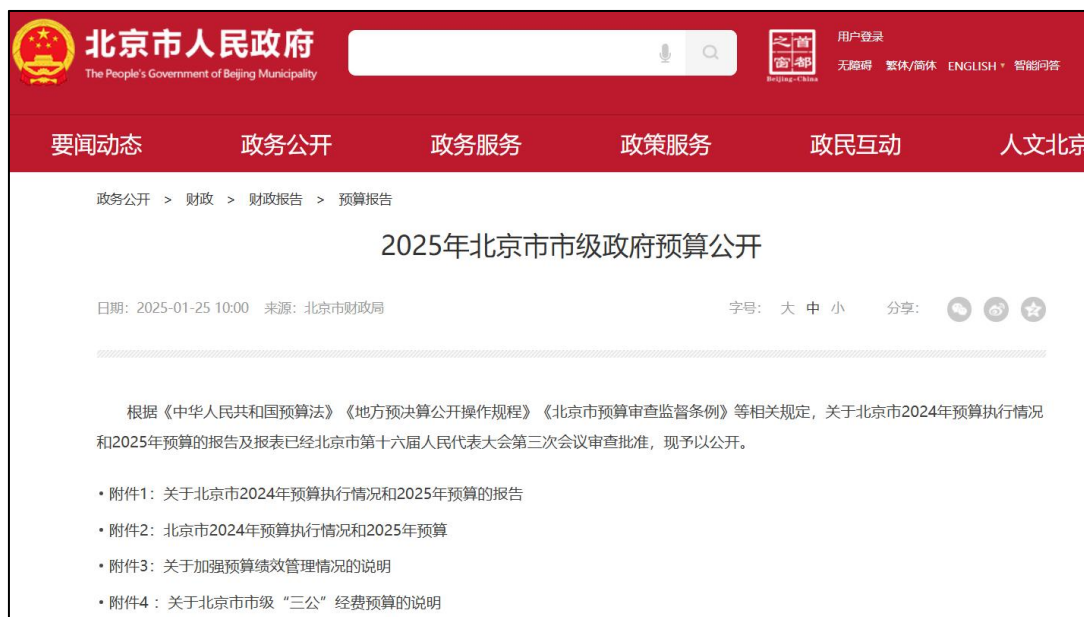 北京市人民政府
The People's Government of Beijing Municipality
首都之窗
Beijing-China
用户登录
无障碍 繁体/简体 ENGLISH 智能问答
要闻动态 政务公开 政务服务 政策服务 政民互动 人文北京
政务公开 > 财政 > 财政报告 > 预算报告
2025年北京市市级政府预算公开
日期：2025-01-25 10:00 来源：北京市财政局 字号： 大 中 小 分享：
根据《中华人民共和国预算法》《地方预决算公开操作规程》《北京市预算审查监督条例》等相关规定，关于北京市2024年预算执行情况
和2025年预算的报告及报表已经北京市第十六届人民代表大会第三次会议审查批准，现予以公开。
• 附件1：关于北京市2024年预算执行情况和2025年预算的报告
• 附件2：北京市2024年预算执行情况和2025年预算
• 附件3：关于加强预算绩效管理情况的说明
• 附件4 ：关于北京市市级“三公”经费预算的说明